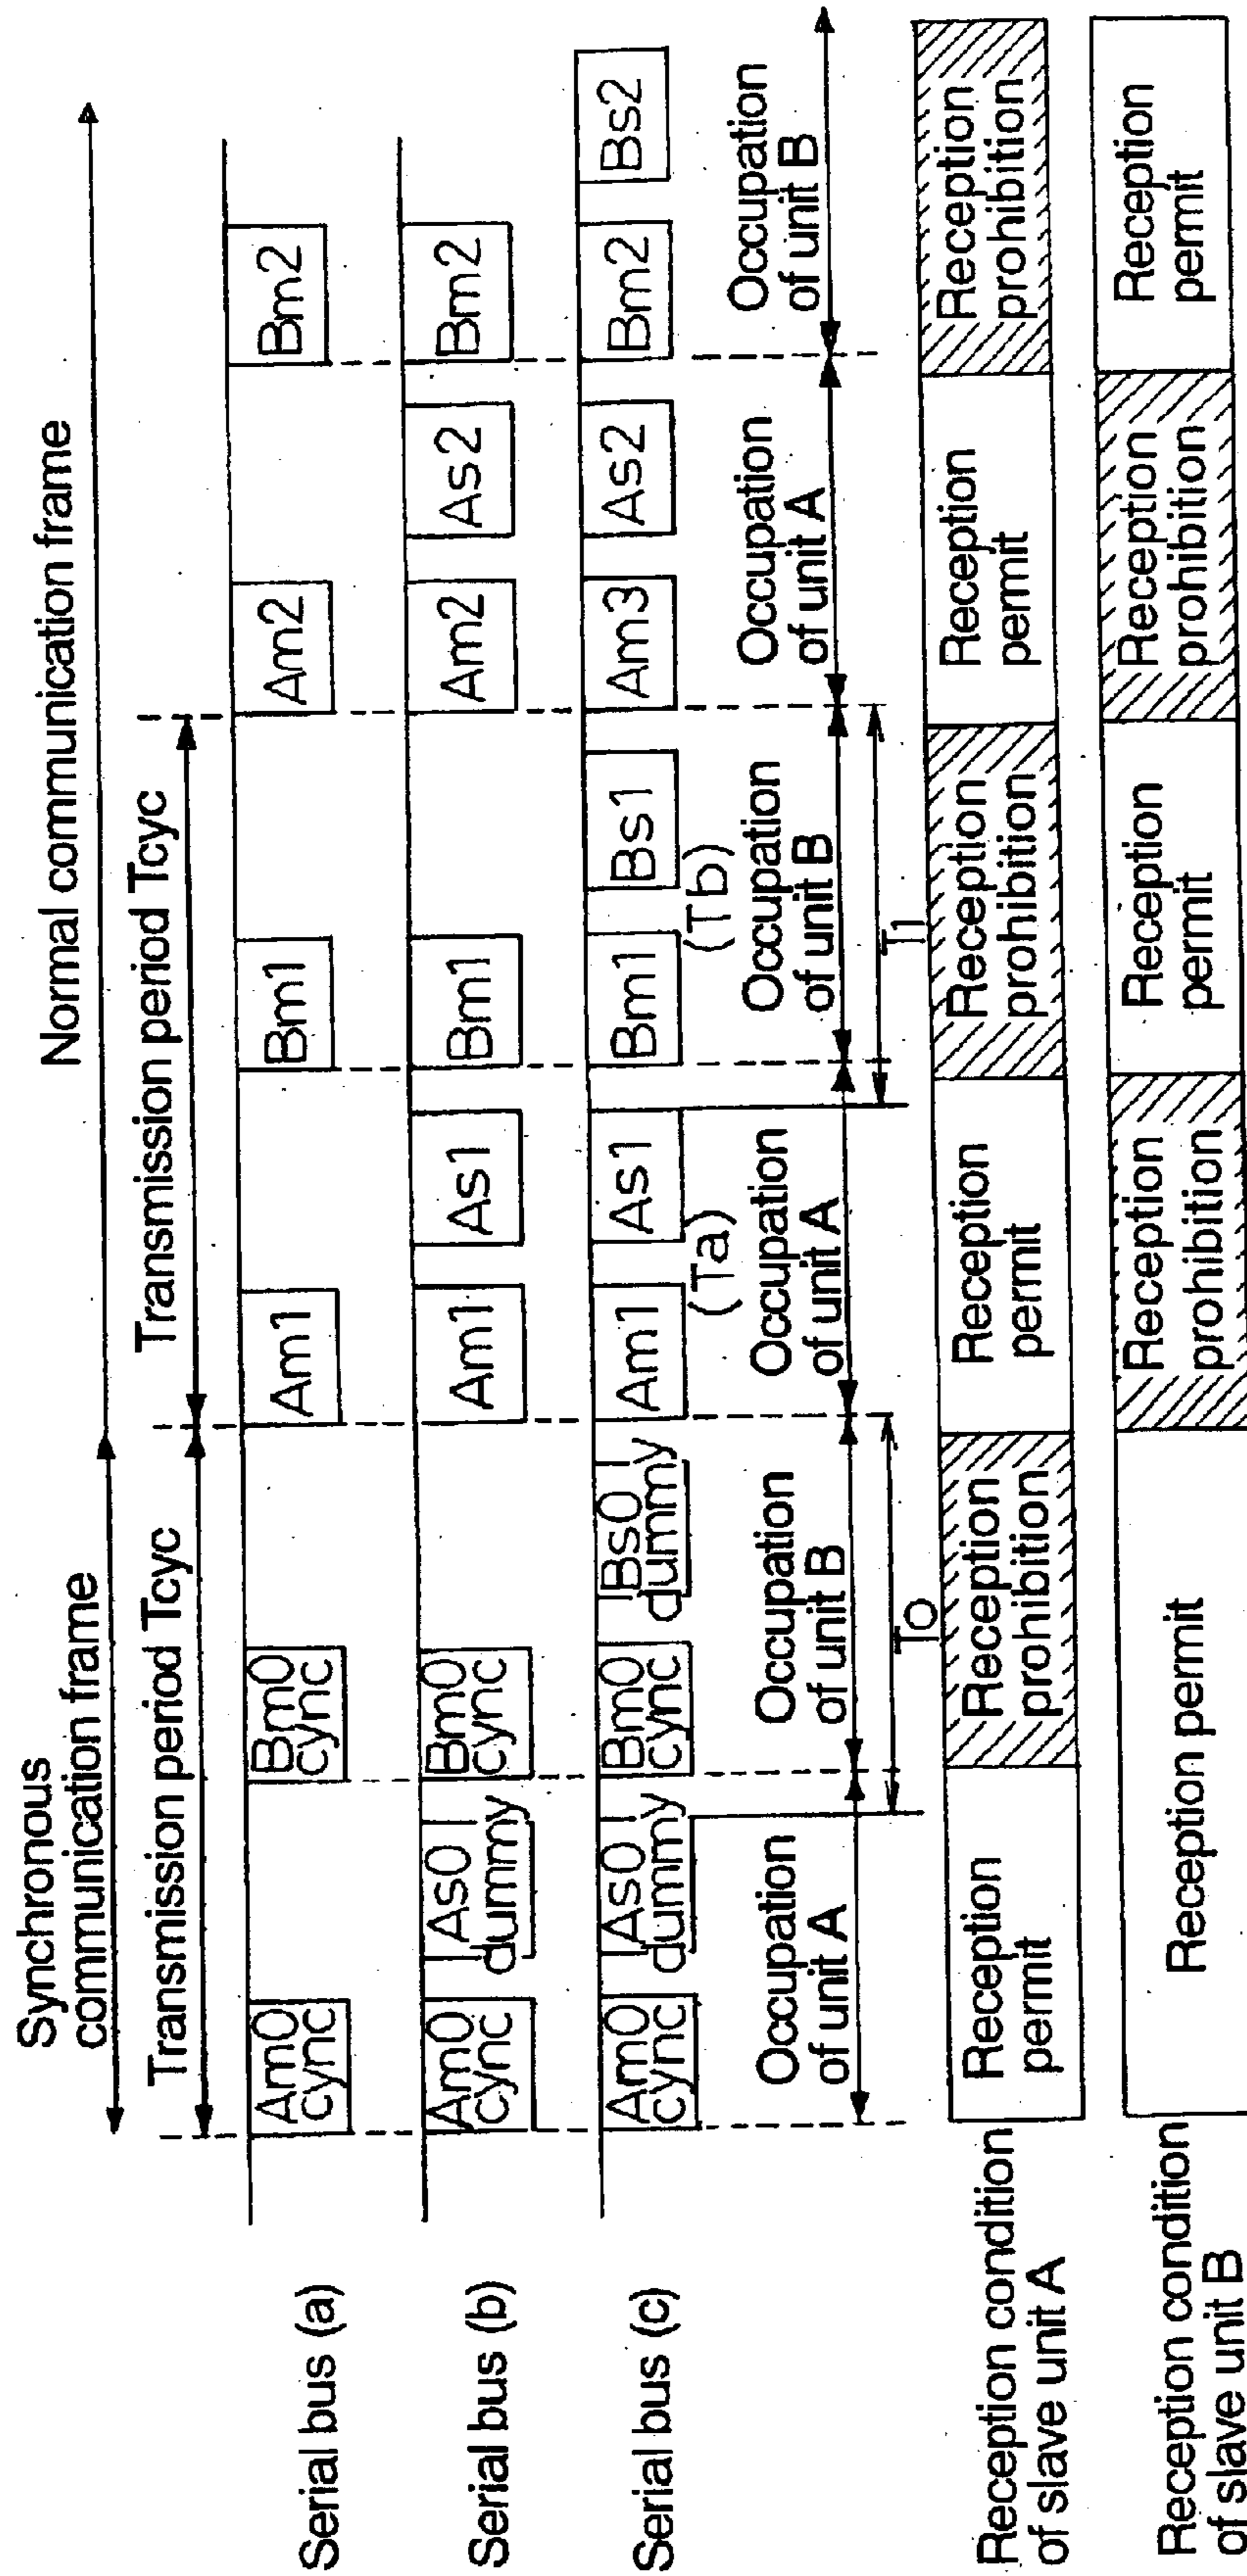 Synchronous
communication frame
Normal communication frame
Transmission period Tcyc
Transmission period Tcyc
Serial bus (a)
Am0
cync
Bm0
cync
Am1
Bm1
Am2
Bm2
Serial bus (b)
Am0
cync
As0
dummy
Bm0
cync
Am1
As1
Bm1
Am2
As2
Bm2
Serial bus (c)
Am0
cync
As0
dummy
Bm0
cync
Bs0
dummy
Am1
As1
Bm1
Bs1
Am3
As2
Bm2
Bs2
(Ta)
(Tb)
Occupation
of unit A
Occupation
of unit B
Occupation
of unit A
Occupation
of unit B
Occupation
of unit A
Occupation
of unit B
T0
T1
Reception condition
of slave unit A
Reception
permit
Reception
prohibition
Reception
permit
Reception
prohibition
Reception
permit
Reception
prohibition
Reception condition
of slave unit B
Reception permit
Reception
prohibition
Reception
permit
Reception
prohibition
Reception
permit